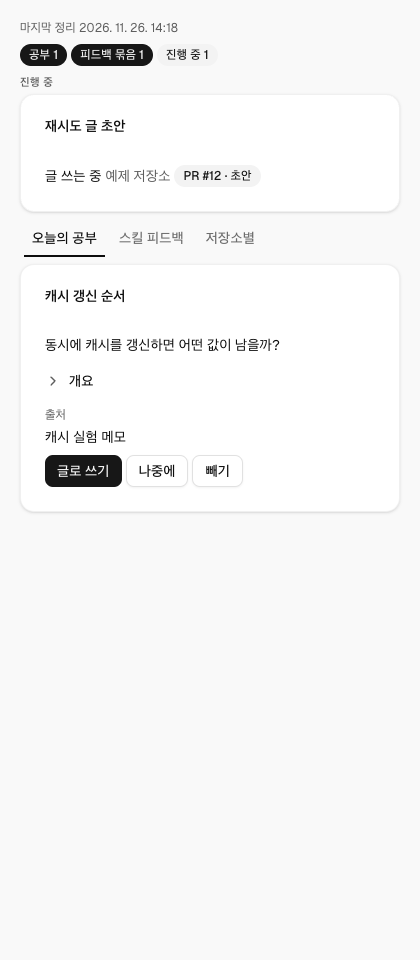 마지막 정리 2026. 11. 26. 14:18
공부 1 피드백 묶음 1 진행 중 1
진행 중
재시도 글 초안
글 쓰는 중 예제 저장소 PR #12 · 초안
오늘의 공부 스킬 피드백 저장소별
캐시 갱신 순서
동시에 캐시를 갱신하면 어떤 값이 남을까?
개요
출처
캐시 실험 메모
글로 쓰기 나중에 빼기